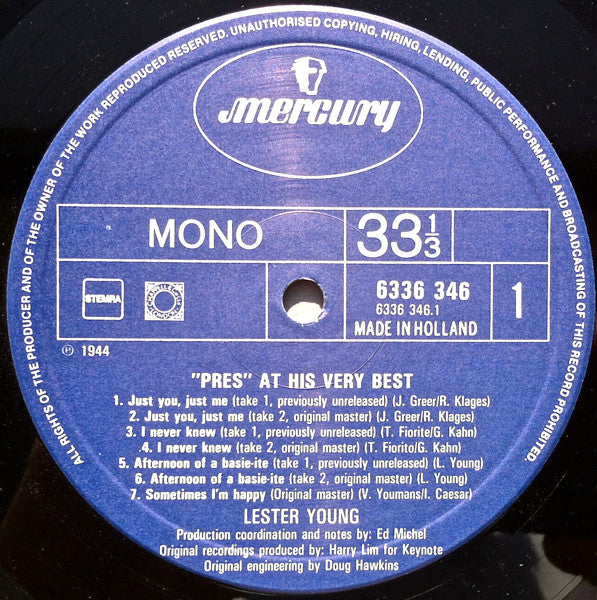 ALL RIGHTS OF THE PRODUCER AND OF THE OWNER OF THE WORK REPRODUCED RESERVED. UNAUTHORISED COPYING, HIRING, LENDING, PUBLIC PERFORMANCE AND BROADCASTING OF THIS RECORD PROHIBITED.
mercury
MONO
33⅓
STEMRA
6336 346
6336 346.1
MADE IN HOLLAND
1
℗ 1944
"PRES" AT HIS VERY BEST
1. Just you, just me (take 1, previously unreleased) (J. Greer/R. Klages)
2. Just you, just me (take 2, original master) (J. Greer/R. Klages)
3. I never knew (take 1, previously unreleased) (T. Fiorite/G. Kahn)
4. I never knew (take 2, original master) (T. Fiorito/G. Kahn)
5. Afternoon of a basie-ite (take 1, previously unreleased) (L. Young)
6. Afternoon of a basie-ite (take 2, original master) (L. Young)
7. Sometimes I'm happy (Original master) (V. Youmans/I. Caesar)
LESTER YOUNG
Production coordination and notes by: Ed Michel
Original recordings produced by: Harry Lim for Keynote
Original engineering by Doug Hawkins